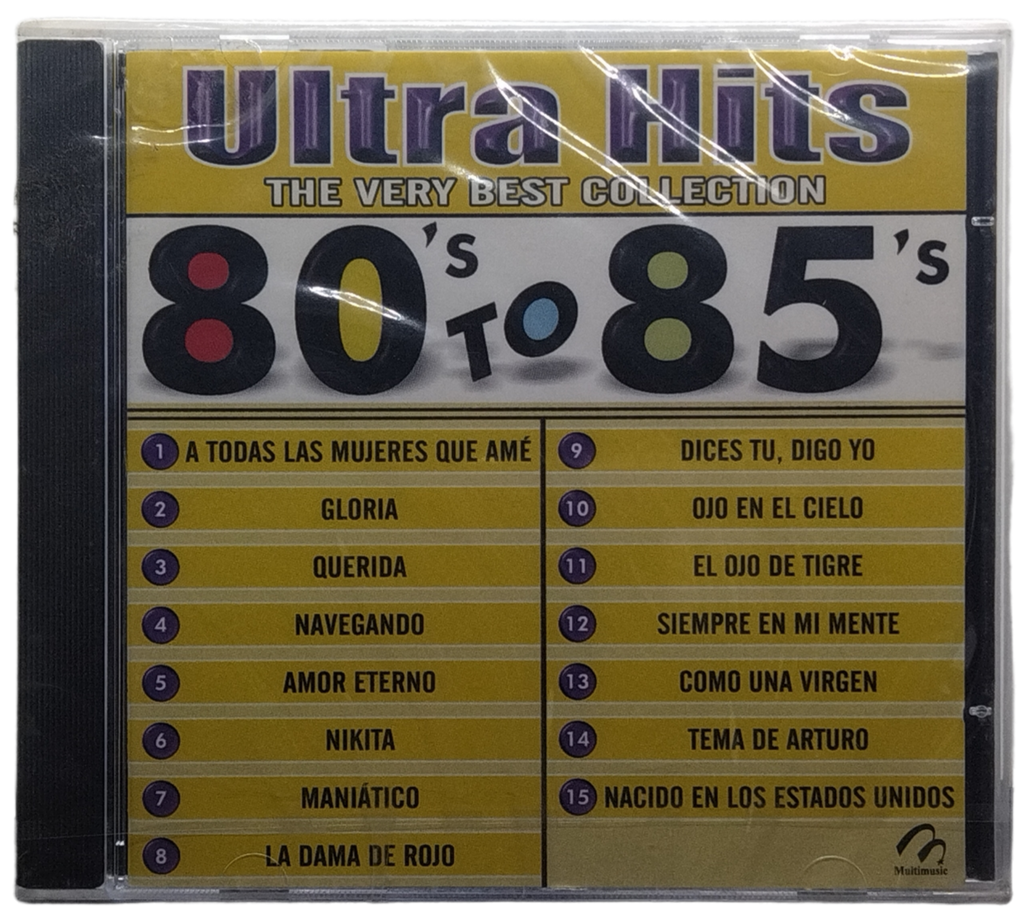 Ultra Hits
THE VERY BEST COLLECTION
80's TO 85's
1 A TODAS LAS MUJERES QUE AMÉ
2 GLORIA
3 QUERIDA
4 NAVEGANDO
5 AMOR ETERNO
6 NIKITA
7 MANIÁTICO
8 LA DAMA DE ROJO
9 DICES TU, DIGO YO
10 OJO EN EL CIELO
11 EL OJO DE TIGRE
12 SIEMPRE EN MI MENTE
13 COMO UNA VIRGEN
14 TEMA DE ARTURO
15 NACIDO EN LOS ESTADOS UNIDOS
Multimusic